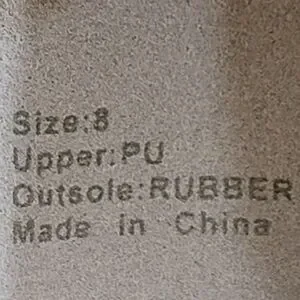 Size:8
Upper:PU
Outsole:RUBBER
Made in China